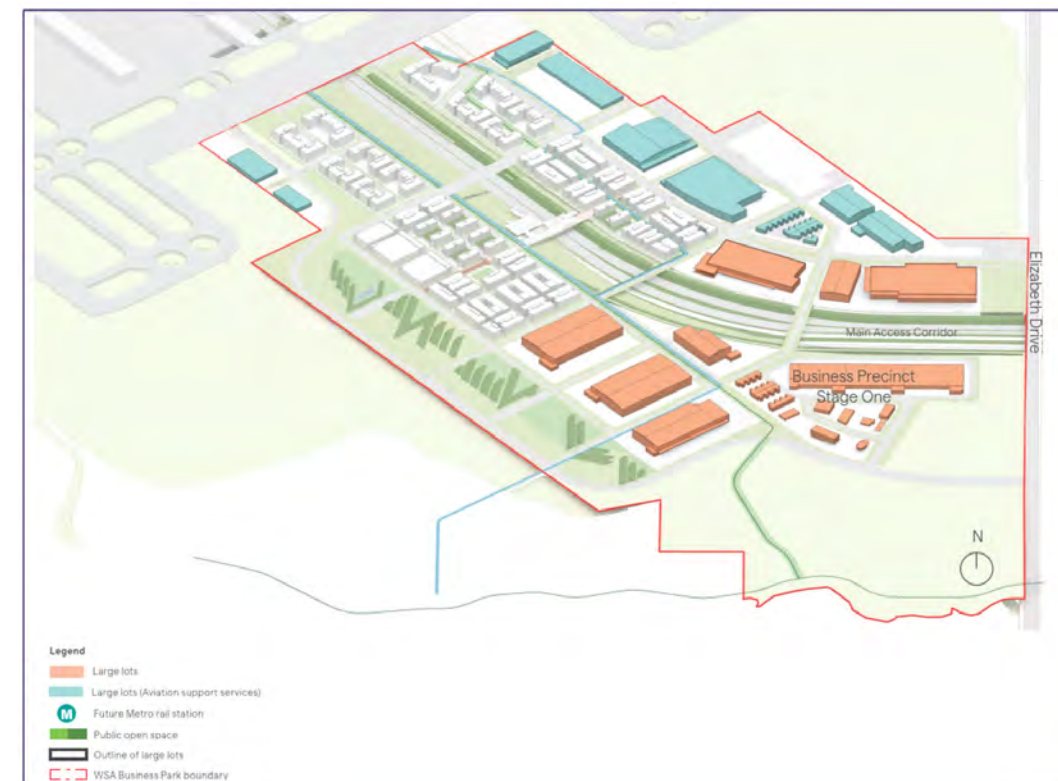 Elizabeth Drive
Main Access Corridor
Business Precinct
Stage One
N
Legend
Large lots
Large lots (Aviation support services)
M
Future Metro rail station
Public open space
Outline of large lots
WSA Business Park boundary